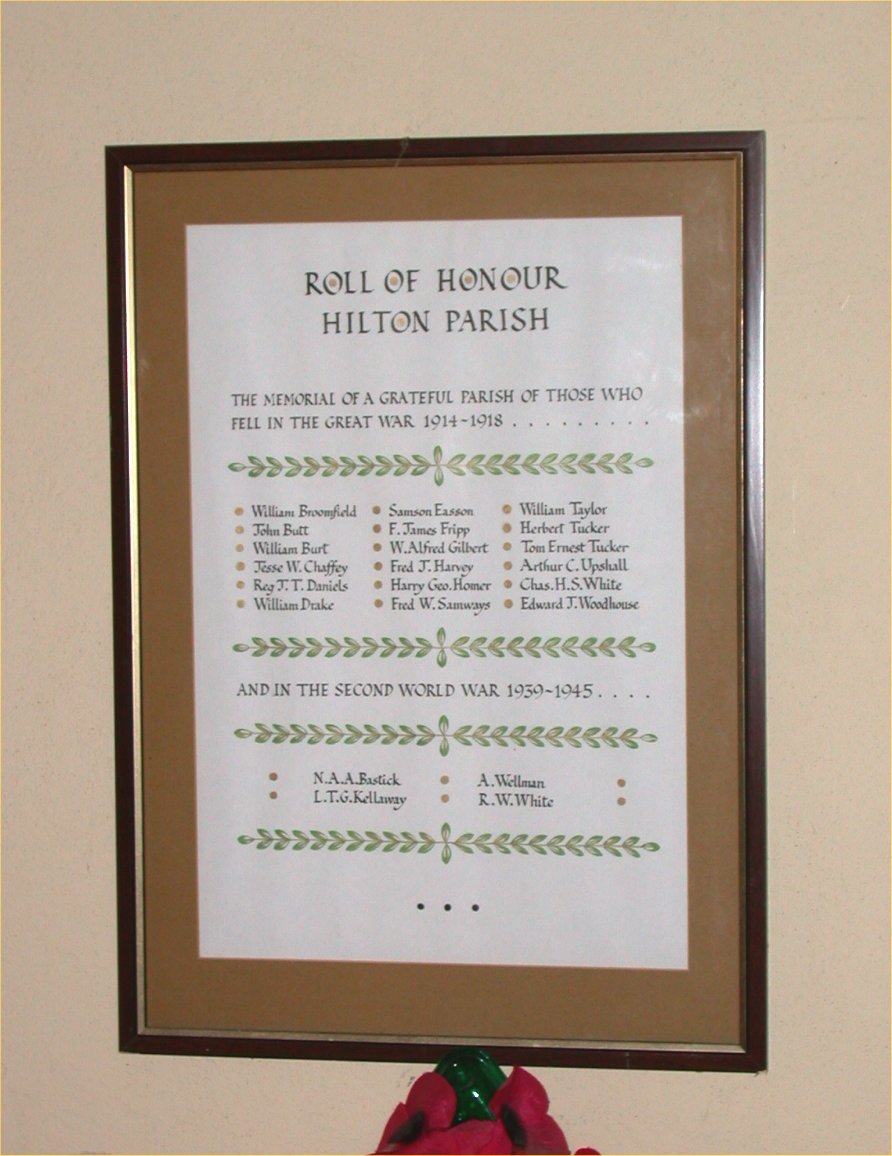 ROLL OF HONOUR
HILTON PARISH
THE MEMORIAL OF A GRATEFUL PARISH OF THOSE WHO
FELL IN THE GREAT WAR 1914~1918 . . . . . . . . .
William Broomfield Samson Easson William Taylor
John Butt F. James Fripp Herbert Tucker
William Burt W. Alfred Gilbert Tom Ernest Tucker
Jesse W. Chaffey Fred J. Harvey Arthur C. Upshall
Reg J. T. Daniels Harry Geo. Homer Chas. H. S. White
William Drake Fred W. Samways Edward J. Woodhouse
AND IN THE SECOND WORLD WAR 1939~1945 . . . .
N.A.A. Bastick A. Wellman
L.T.G. Kellaway R.W. White